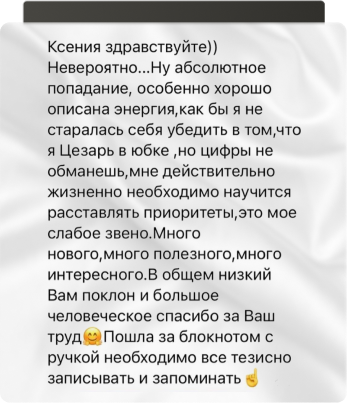 Ксения здравствуйте))
Невероятно...Ну абсолютное
попадание, особенно хорошо
описана энергия,как бы я не
старалась себя убедить в том,что
я Цезарь в юбке ,но цифры не
обманешь,мне действительно
жизненно необходимо научится
расставлять приоритеты,это мое
слабое звено.Много
нового,много полезного,много
интересного.В общем низкий
Вам поклон и большое
человеческое спасибо за Ваш
труд🤗Пошла за блокнотом с
ручкой необходимо все тезисно
записывать и запоминать☝️